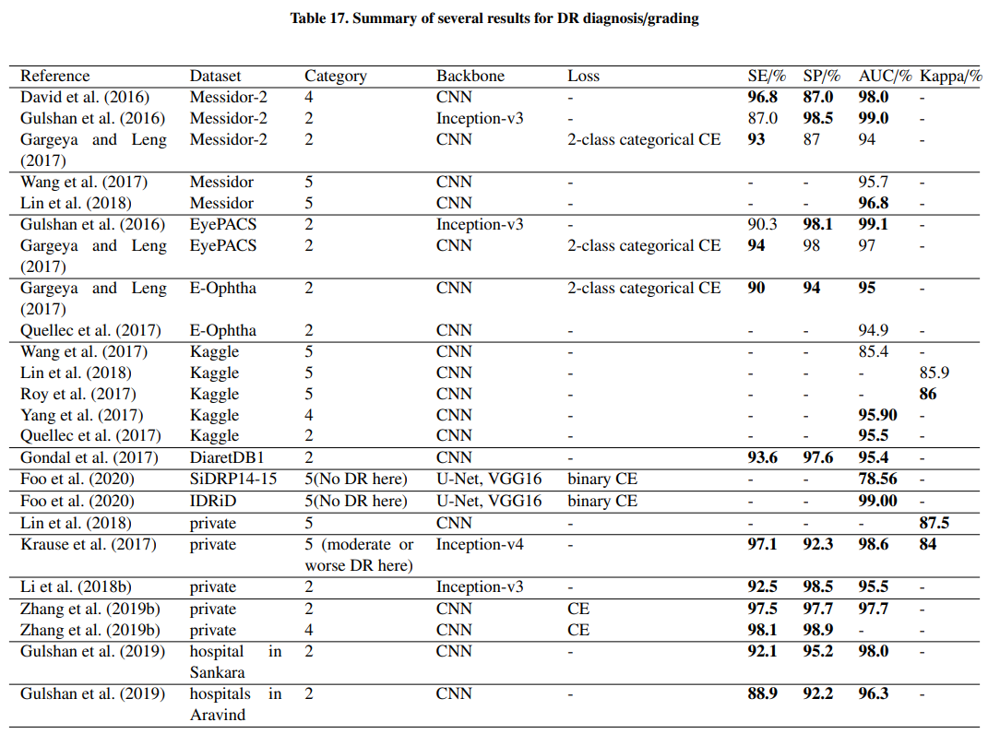 Table 17. Summary of several results for DR diagnosis/grading
Reference Dataset Category Backbone Loss SE/% SP/% AUC/% Kappa/%
David et al. (2016) Messidor-2 4 CNN - 96.8 87.0 98.0 -
Gulshan et al. (2016) Messidor-2 2 Inception-v3 - 87.0 98.5 99.0 -
Gargeya and Leng Messidor-2 2 CNN 2-class categorical CE 93 87 94 -
(2017)
Wang et al. (2017) Messidor 5 CNN - - - 95.7 -
Lin et al. (2018) Messidor 5 CNN - - - 96.8 -
Gulshan et al. (2016) EyePACS 2 Inception-v3 - 90.3 98.1 99.1 -
Gargeya and Leng EyePACS 2 CNN 2-class categorical CE 94 98 97 -
(2017)
Gargeya and Leng E-Ophtha 2 CNN 2-class categorical CE 90 94 95 -
(2017)
Quellec et al. (2017) E-Ophtha 2 CNN - - - 94.9 -
Wang et al. (2017) Kaggle 5 CNN - - - 85.4 -
Lin et al. (2018) Kaggle 5 CNN - - - - 85.9
Roy et al. (2017) Kaggle 5 CNN - - - - 86
Yang et al. (2017) Kaggle 4 CNN - - - 95.90 -
Quellec et al. (2017) Kaggle 2 CNN - - - 95.5 -
Gondal et al. (2017) DiaretDB1 2 CNN - 93.6 97.6 95.4 -
Foo et al. (2020) SiDRP14-15 5(No DR here) U-Net, VGG16 binary CE - - 78.56 -
Foo et al. (2020) IDRiD 5(No DR here) U-Net, VGG16 binary CE - - 99.00 -
Lin et al. (2018) private 5 CNN - - - - 87.5
Krause et al. (2017) private 5 (moderate or Inception-v4 - 97.1 92.3 98.6 84
worse DR here)
Li et al. (2018b) private 2 Inception-v3 - 92.5 98.5 95.5 -
Zhang et al. (2019b) private 2 CNN CE 97.5 97.7 97.7 -
Zhang et al. (2019b) private 4 CNN CE 98.1 98.9 - -
Gulshan et al. (2019) hospital in 2 CNN - 92.1 95.2 98.0 -
Sankara
Gulshan et al. (2019) hospitals in 2 CNN - 88.9 92.2 96.3 -
Aravind